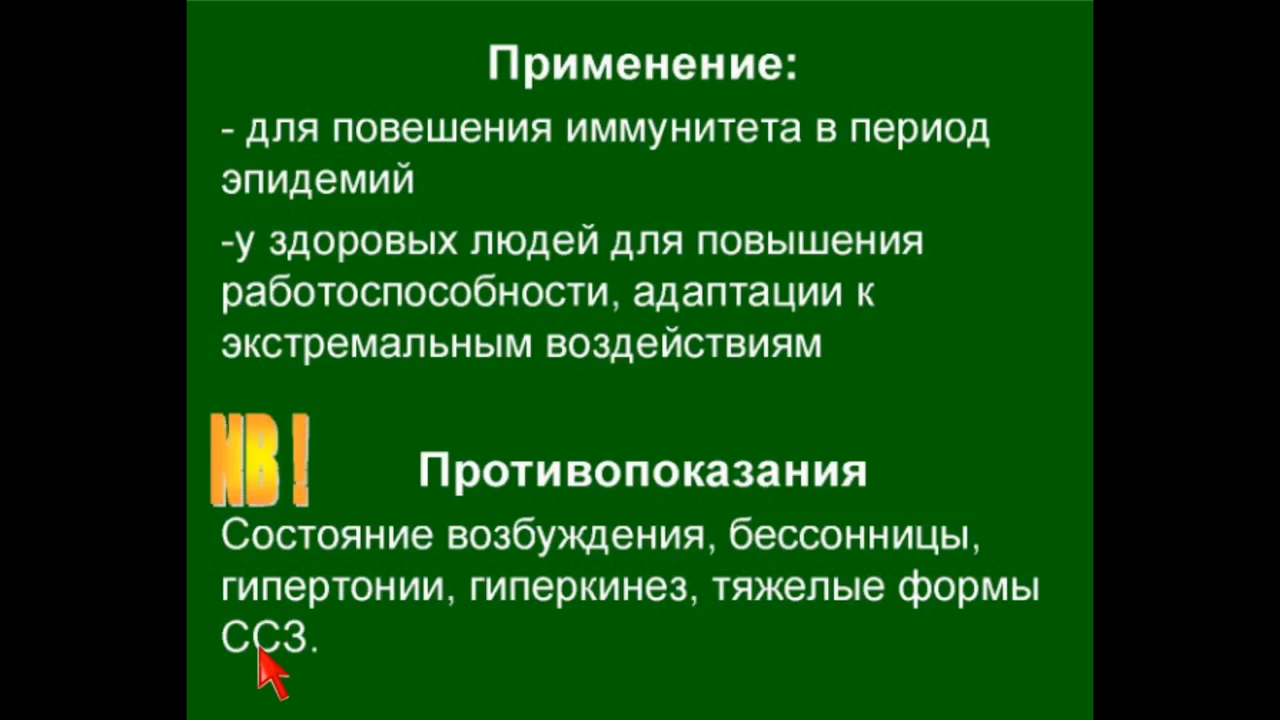 Применение:
- для повешения иммунитета в период
эпидемий
-у здоровых людей для повышения
работоспособности, адаптации к
экстремальным воздействиям
NB !
Противопоказания
Состояние возбуждения, бессонницы,
гипертонии, гиперкинез, тяжелые формы
ССЗ.